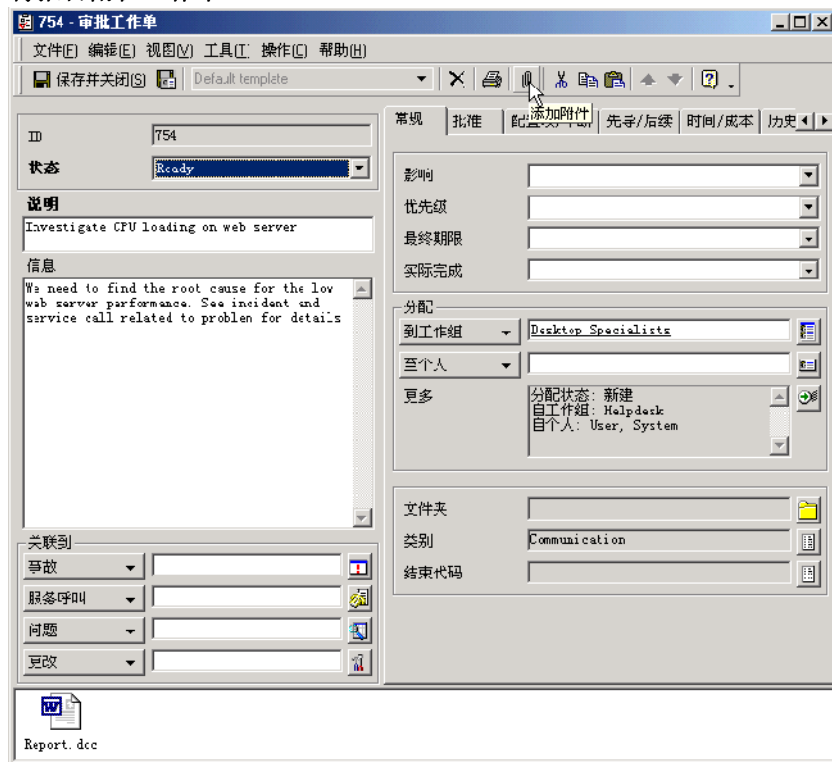 754 - 审批工作单
文件(F) 编辑(E) 视图(V) 工具(T) 操作(C) 帮助(H)
保存并关闭(S) Default template
添加附件
常规 批准 先导/后续 时间/成本 历史
ID 754
状态 Ready
说明
Investigate CPU loading on web server
信息
We need to find the root cause for the low
web server performance. See incident and
service call related to problem for details
关联到
事故
服务呼叫
问题
更改
影响
优先级
最终期限
实际完成
分配
到工作组 Desktop Specialists
至个人
更多 分配状态: 新建
自工作组: Helpdesk
自个人: User, System
文件夹
类别 Communication
结束代码
Report.doc